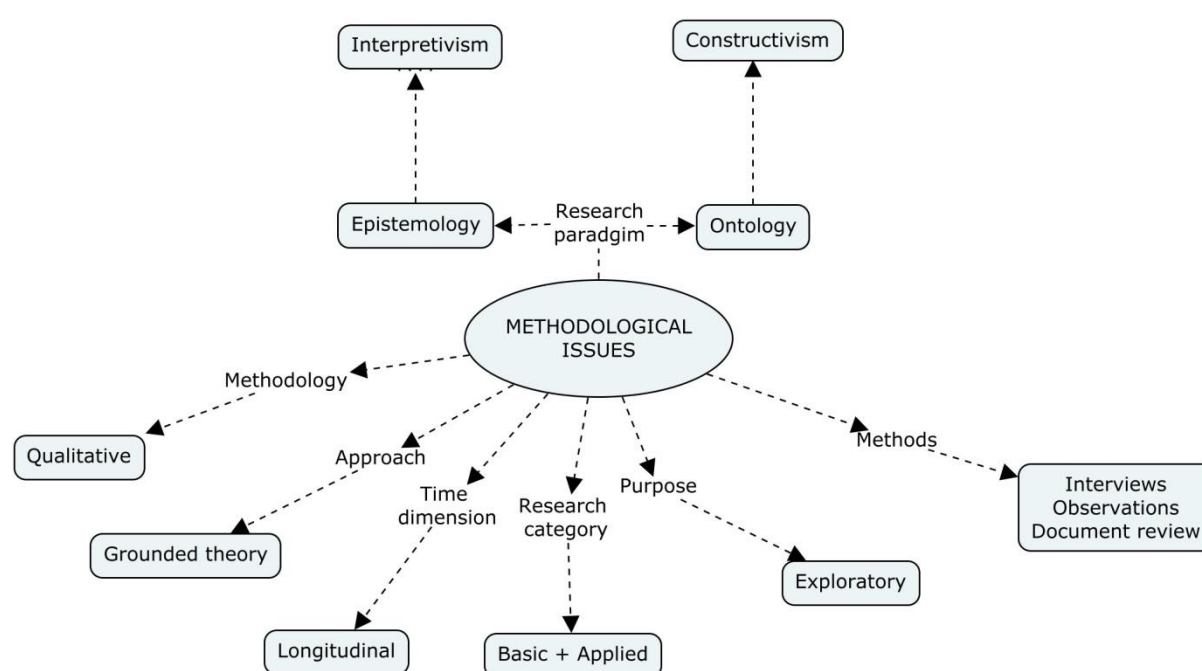 Interpretivism
Constructivism
Epistemology
Research
paradgim
Ontology
METHODOLOGICAL
ISSUES
Methodology
Qualitative
Approach
Grounded theory
Time
dimension
Longitudinal
Research
category
Basic + Applied
Purpose
Exploratory
Methods
Interviews
Observations
Document review